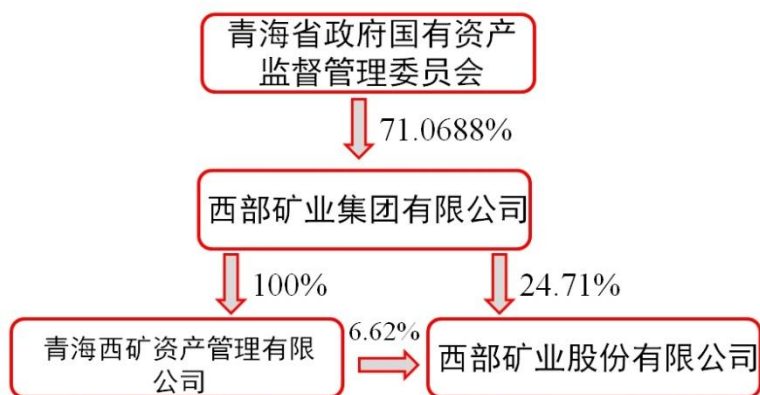 青海省政府国有资产
监督管理委员会
71.0688%
西部矿业集团有限公司
100%
24.71%
青海西矿资产管理有限
公司
6.62%
西部矿业股份有限公司